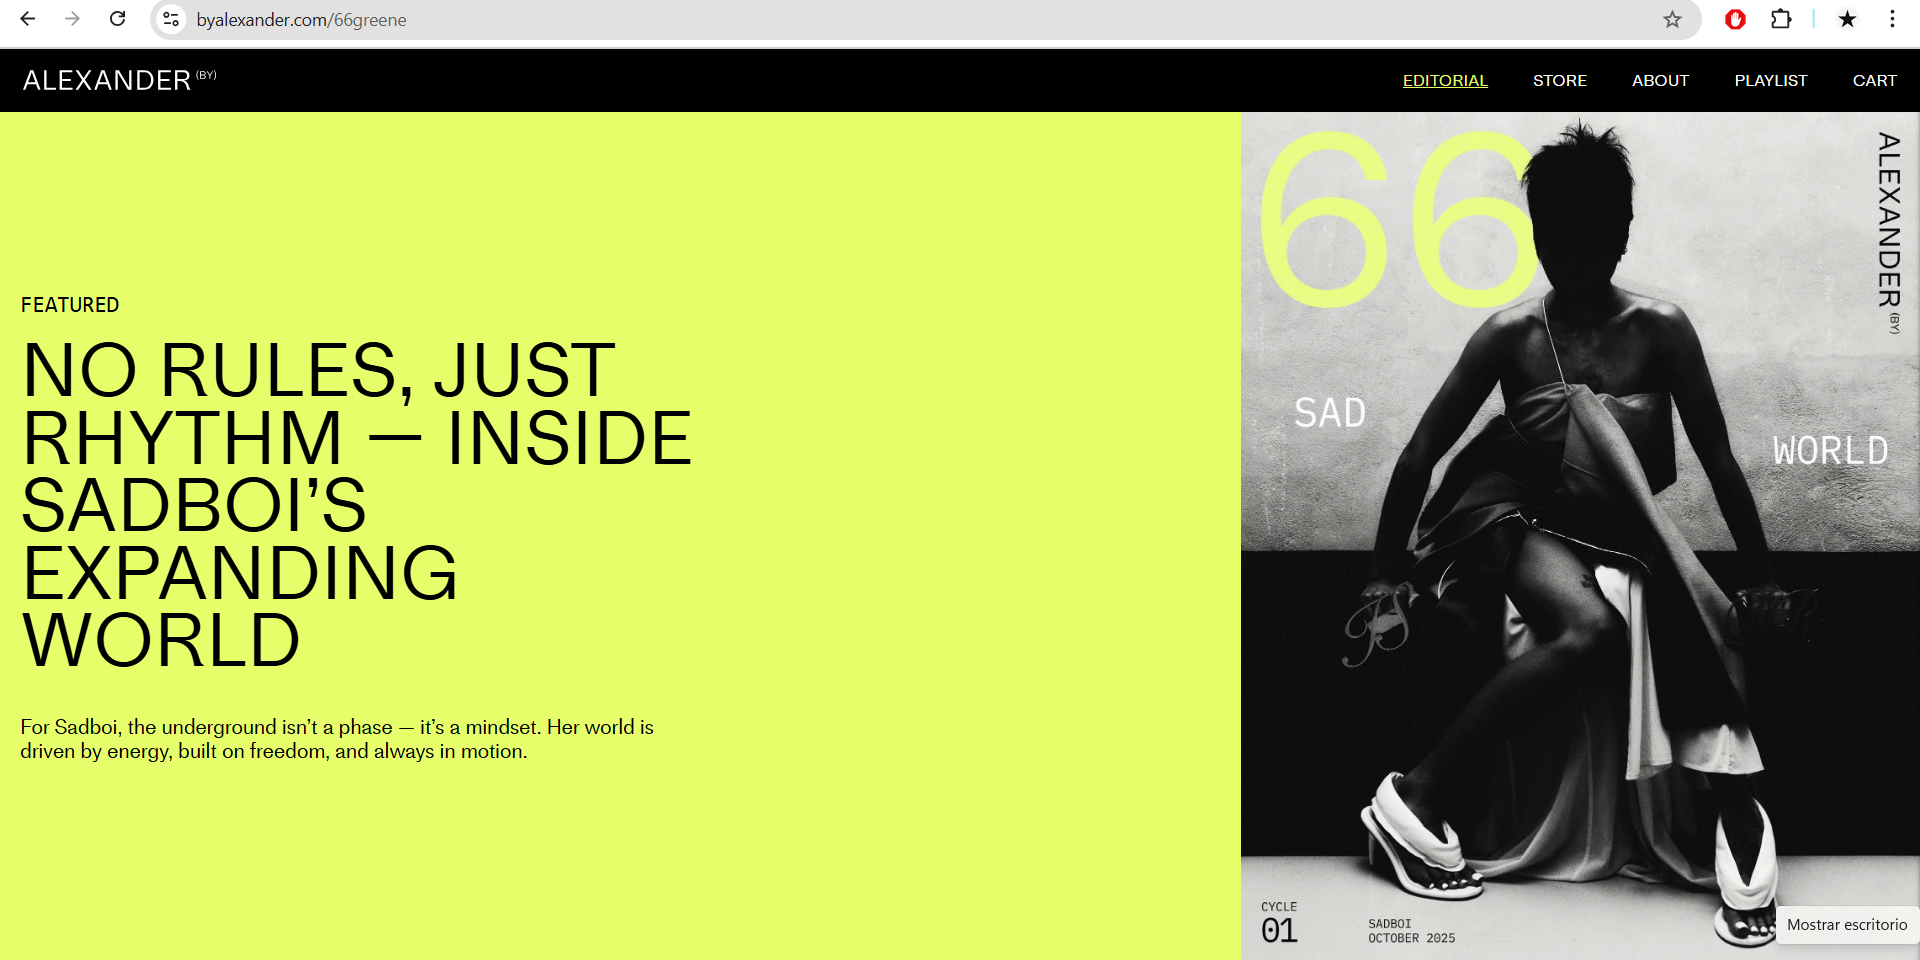 byalexander.com/66greene
ALEXANDER (BY)
EDITORIAL
STORE
ABOUT
PLAYLIST
CART
FEATURED
NO RULES, JUST
RHYTHM — INSIDE
SADBOI’S
EXPANDING
WORLD
For Sadboi, the underground isn’t a phase — it’s a mindset. Her world is
driven by energy, built on freedom, and always in motion.
66
ALEXANDER (BY)
SAD
WORLD
CYCLE
01
SADBOI
OCTOBER 2025
Mostrar escritorio